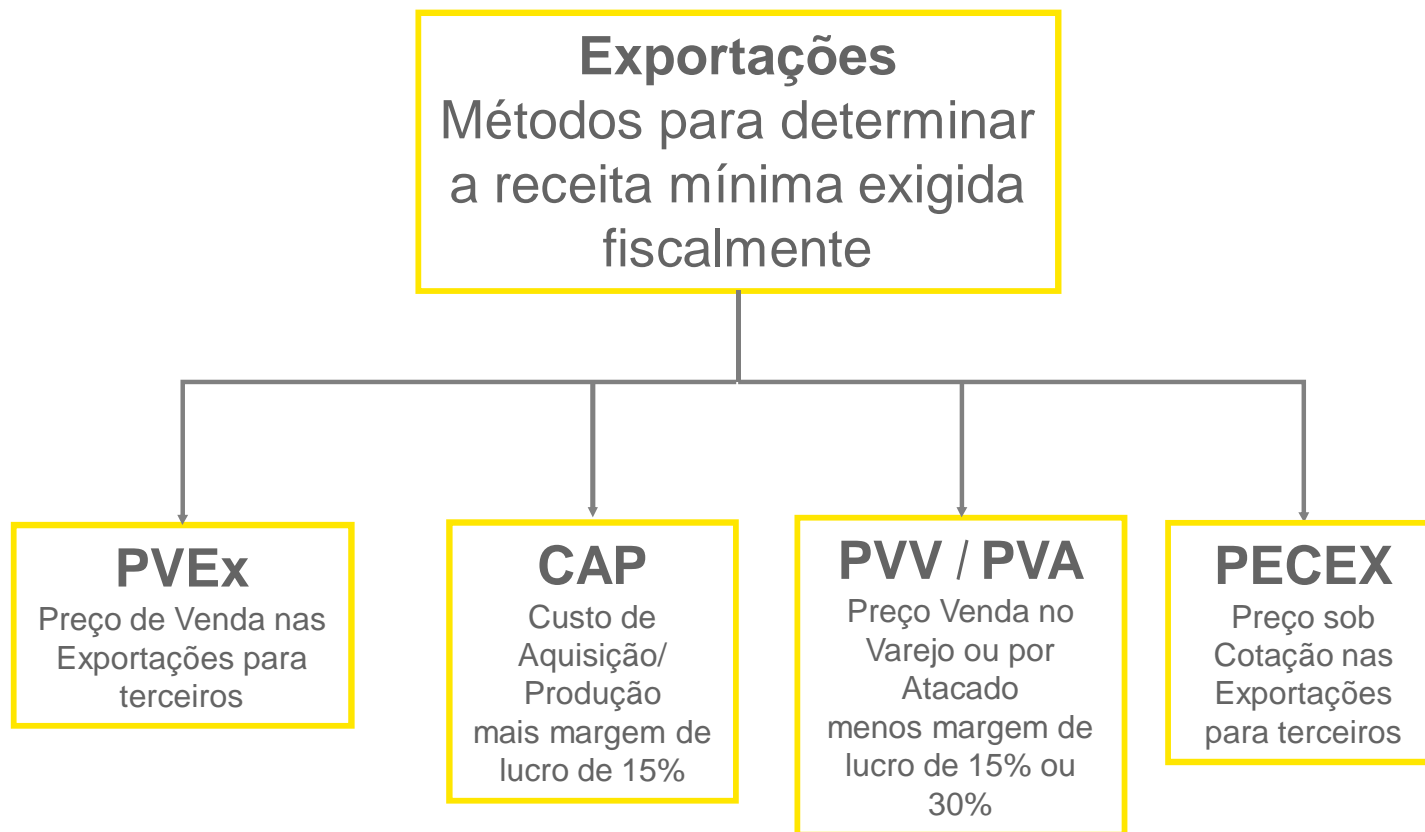 Exportações
Métodos para determinar
a receita mínima exigida
fiscalmente
PVEx
Preço de Venda nas
Exportações para
terceiros
CAP
Custo de
Aquisição/
Produção
mais margem de
lucro de 15%
PVV / PVA
Preço Venda no
Varejo ou por
Atacado
menos margem de
lucro de 15% ou
30%
PECEX
Preço sob
Cotação nas
Exportações
para terceiros